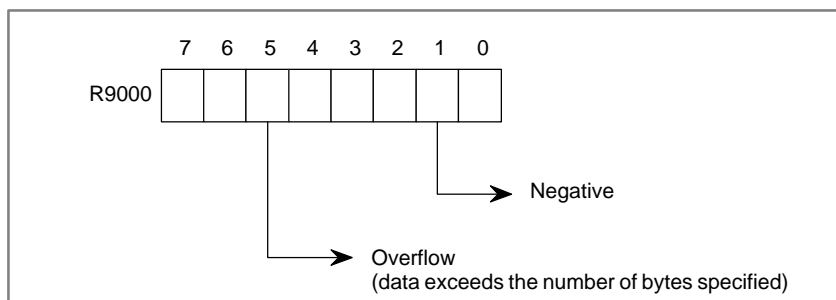 7 6 5 4 3 2 1 0
R9000
Negative
Overflow
(data exceeds the number of bytes specified)